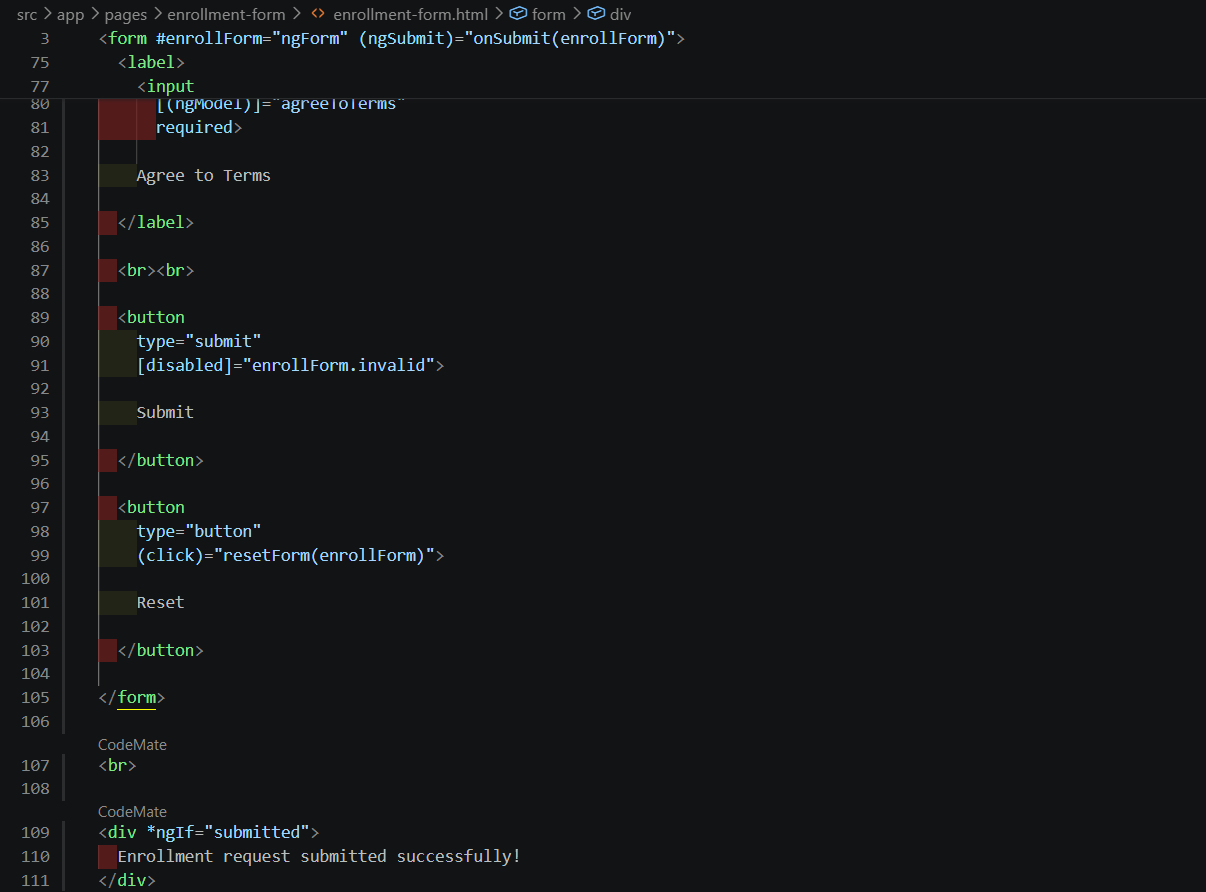 src > app > pages > enrollment-form > <> enrollment-form.html > form > div
3 <form #enrollForm="ngForm" (ngSubmit)="onSubmit(enrollForm)">
75 <label>
77 <input
80 [(ngModel)]="agreeToTerms"
81 required>
82
83 Agree to Terms
84
85 </label>
86
87 <br><br>
88
89 <button
90 type="submit"
91 [disabled]="enrollForm.invalid">
92
93 Submit
94
95 </button>
96
97 <button
98 type="button"
99 (click)="resetForm(enrollForm)">
100
101 Reset
102
103 </button>
104
105 </form>
106
CodeMate
107 <br>
108
CodeMate
109 <div *ngIf="submitted">
110 Enrollment request submitted successfully!
111 </div>